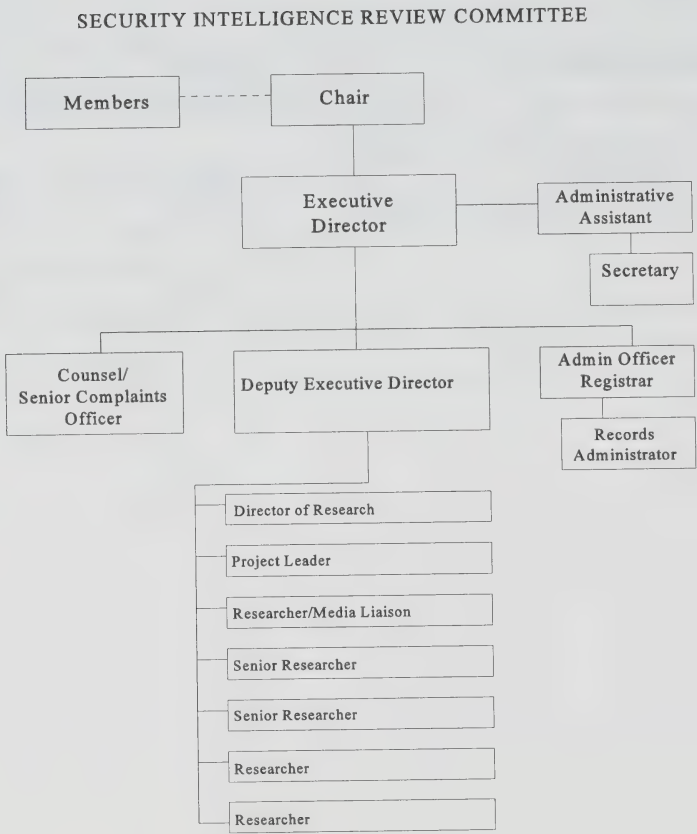 SECURITY INTELLIGENCE REVIEW COMMITTEE
Members
Chair
Executive
Director
Administrative
Assistant
Secretary
Counsel/
Senior Complaints
Officer
Deputy Executive Director
Admin Officer
Registrar
Records
Administrator
Director of Research
Project Leader
Researcher/Media Liaison
Senior Researcher
Senior Researcher
Researcher
Researcher